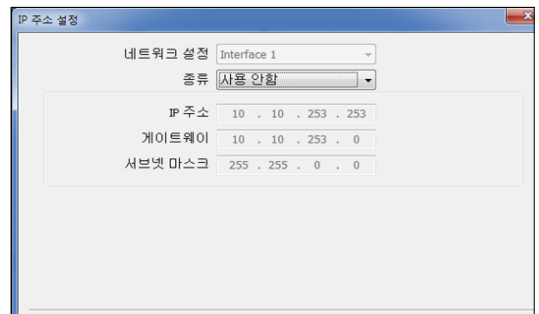 IP 주소 설정
네트워크 설정 Interface 1
종류 사용 안함
IP 주소 10 . 10 . 253 . 253
게이트웨이 10 . 10 . 253 . 0
서브넷 마스크 255 . 255 . 0 . 0